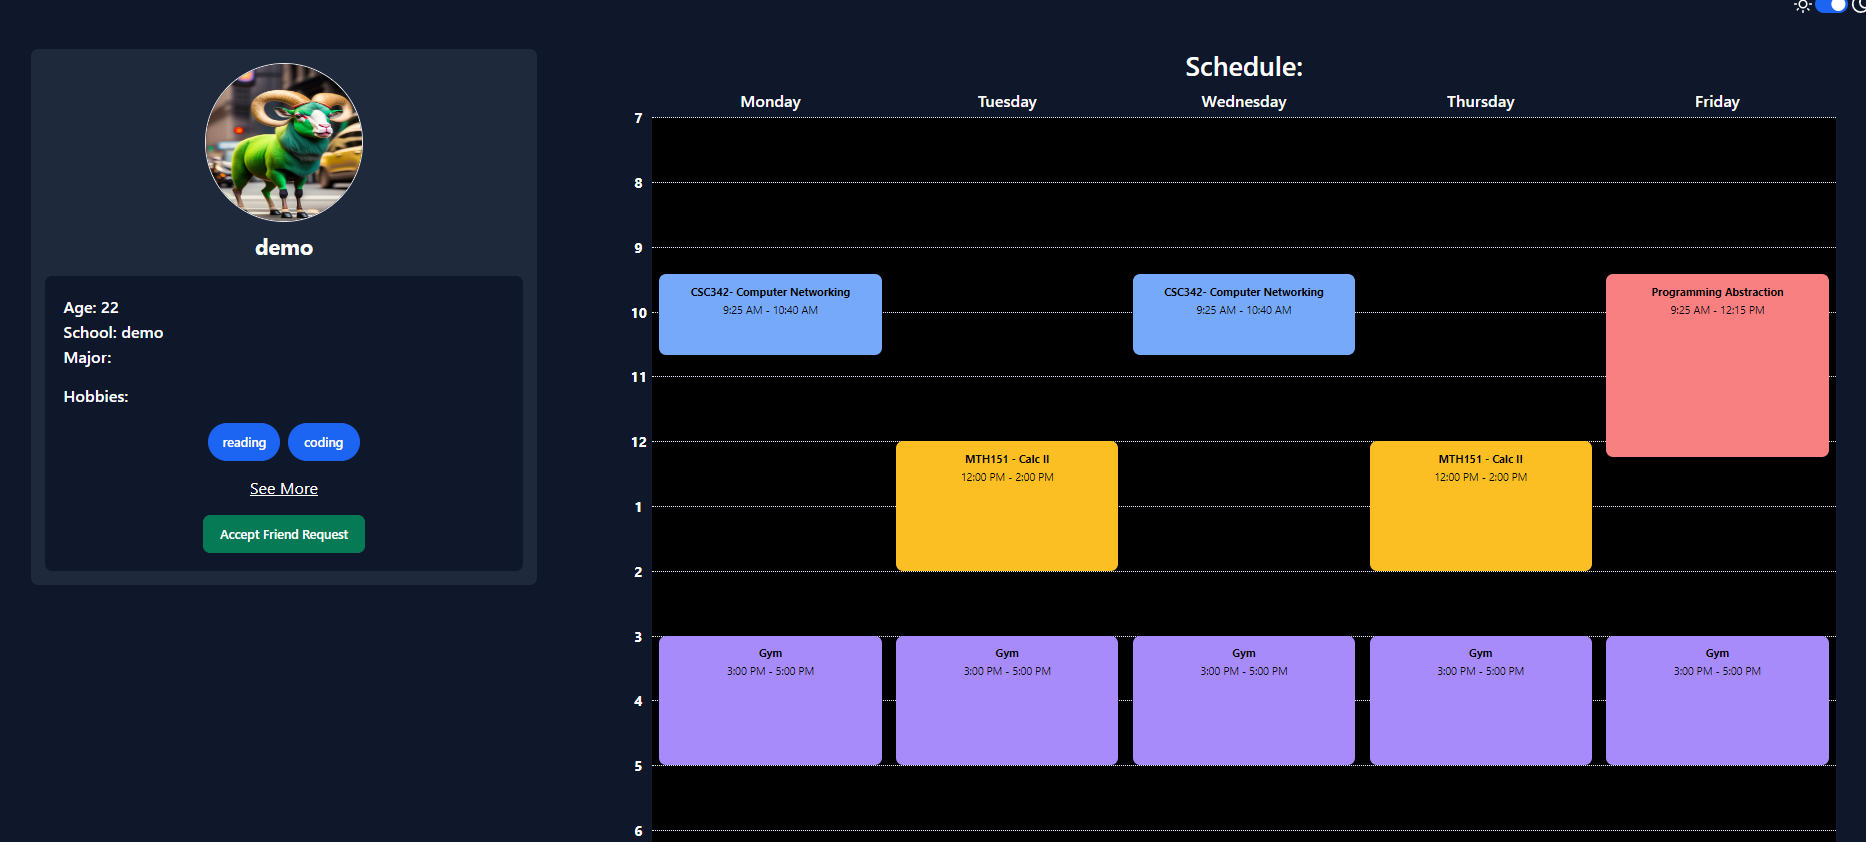 demo
Age: 22
School: demo
Major:
Hobbies:
reading
coding
See More
Accept Friend Request
Schedule:
Monday
Tuesday
Wednesday
Thursday
Friday
7
8
9
10
11
12
1
2
3
4
5
6
CSC342- Computer Networking
9:25 AM - 10:40 AM
MTH151 - Calc II
12:00 PM - 2:00 PM
CSC342- Computer Networking
9:25 AM - 10:40 AM
MTH151 - Calc II
12:00 PM - 2:00 PM
Programming Abstraction
9:25 AM - 12:15 PM
Gym
3:00 PM - 5:00 PM
Gym
3:00 PM - 5:00 PM
Gym
3:00 PM - 5:00 PM
Gym
3:00 PM - 5:00 PM
Gym
3:00 PM - 5:00 PM